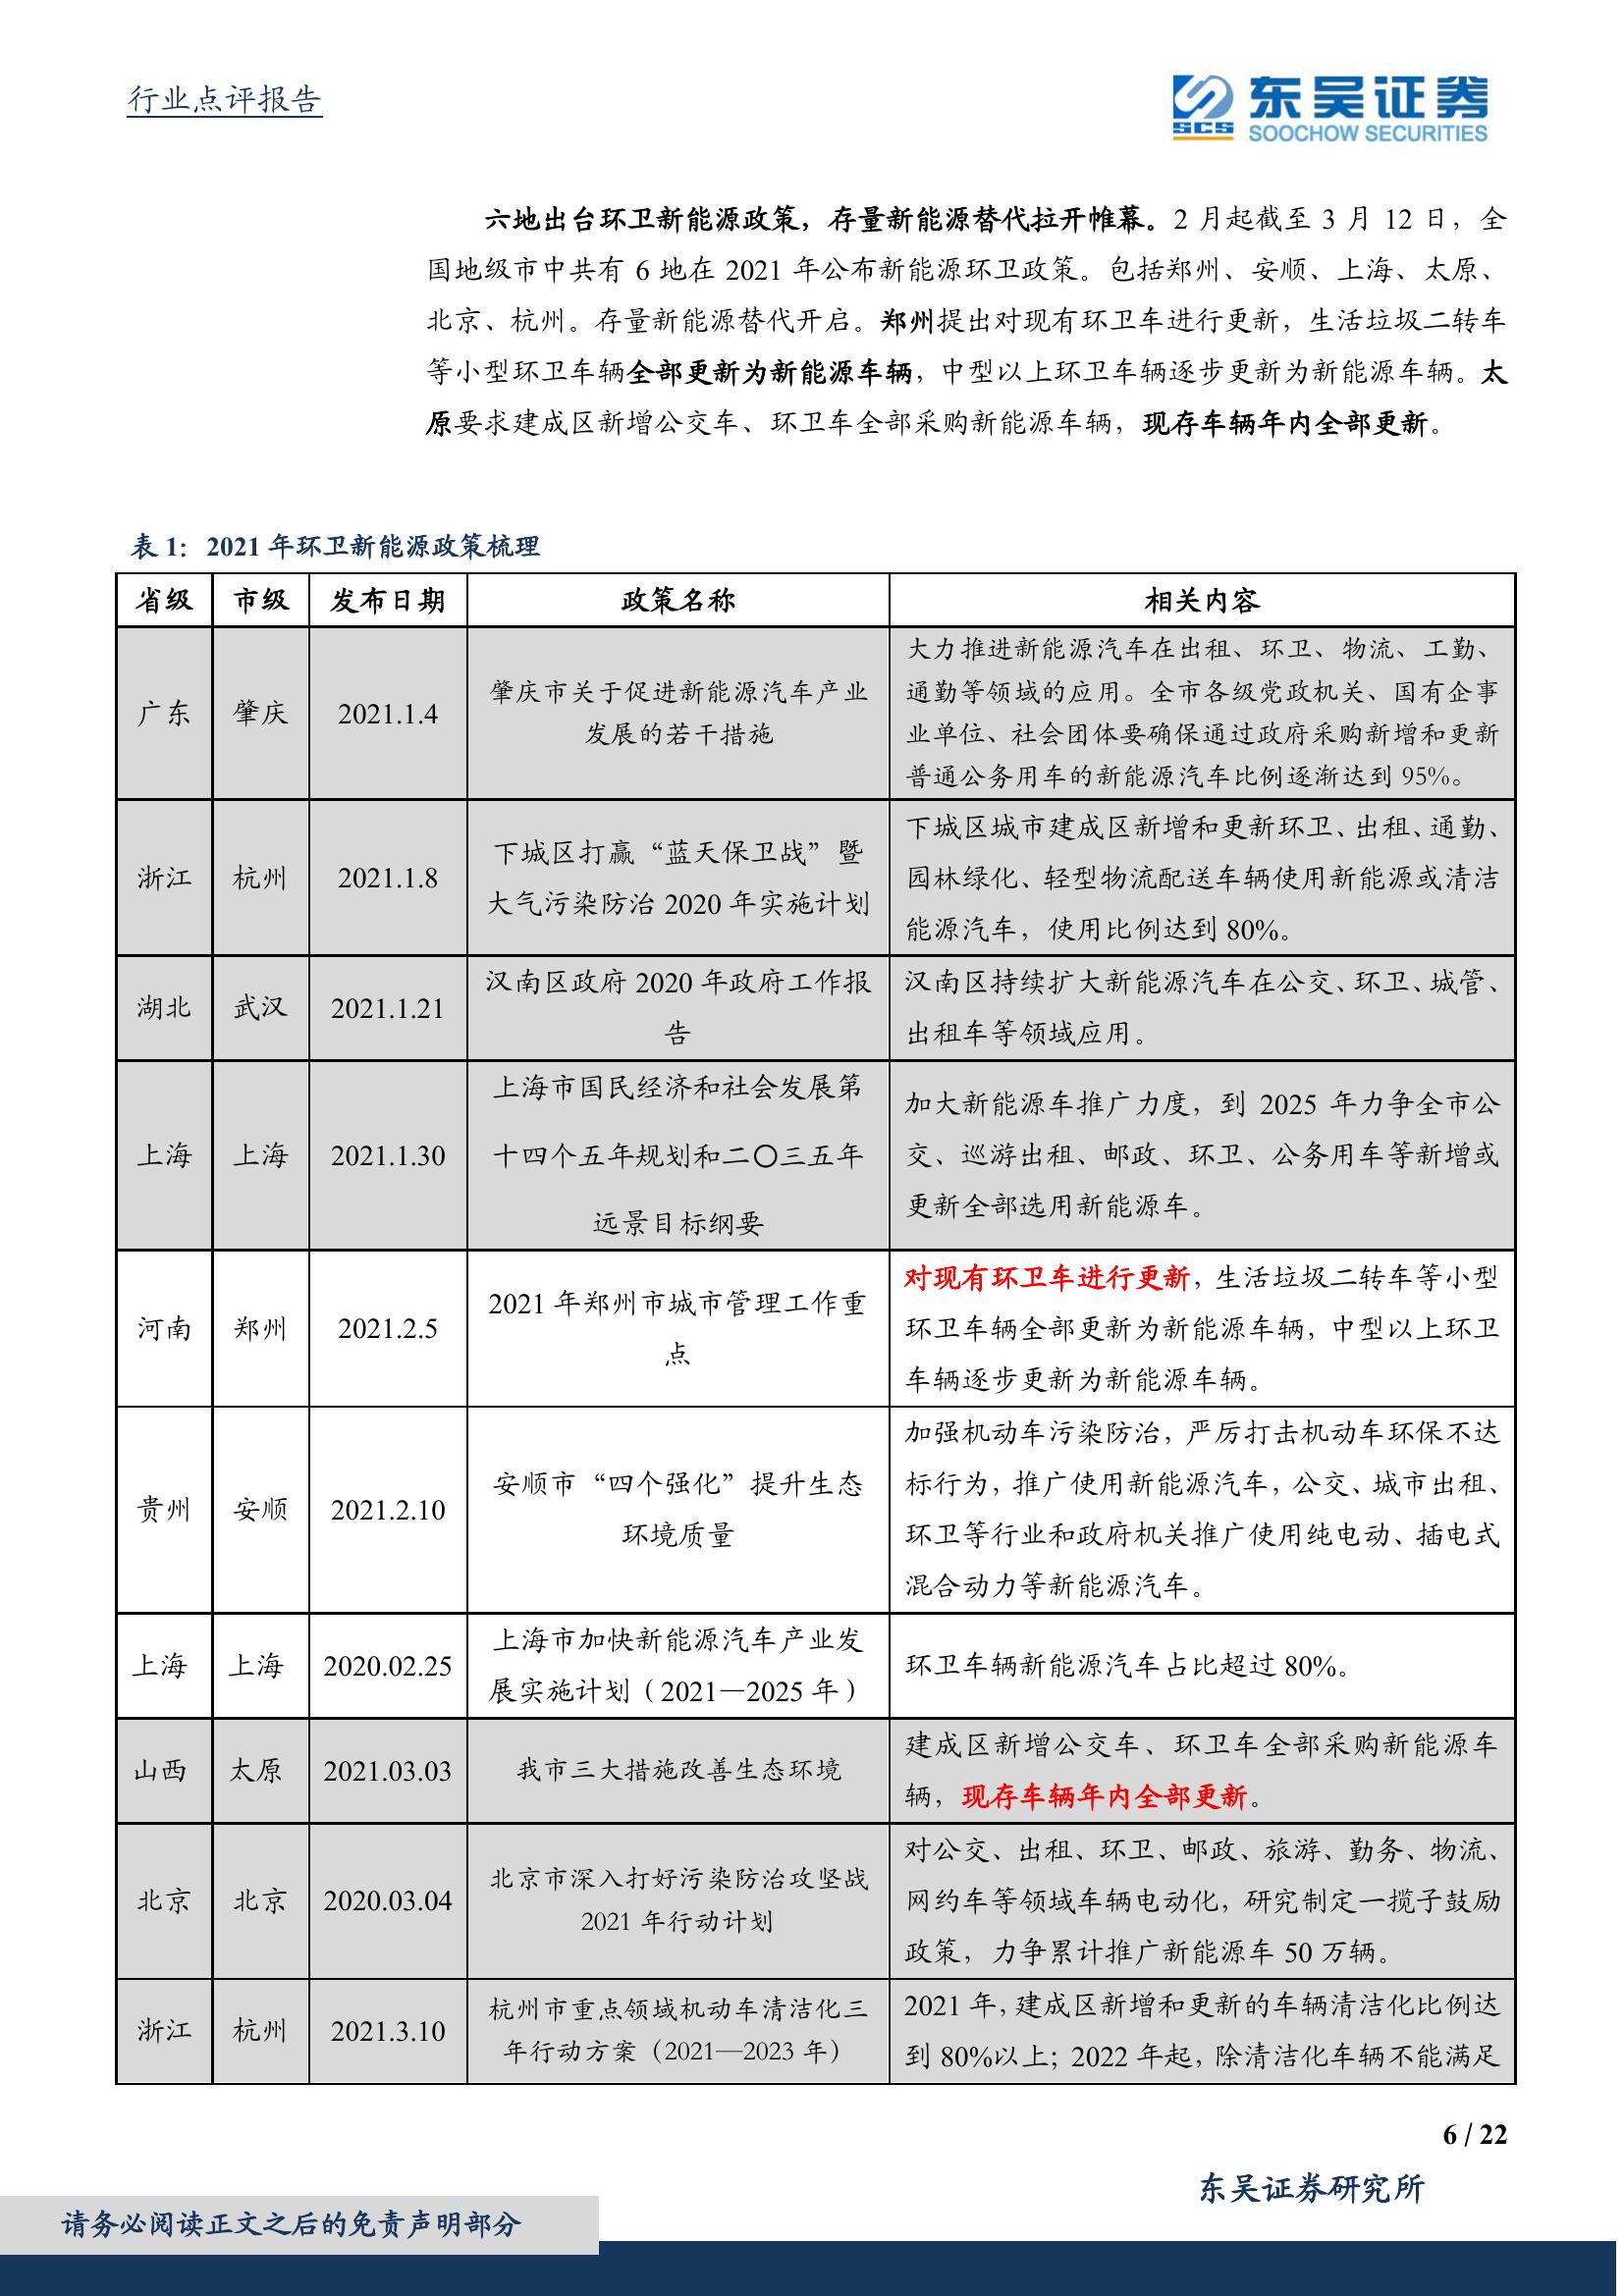 行业点评报告
东吴证券
SCS
SOOCHOW SECURITIES
六地出台环卫新能源政策，存量新能源替代拉开帷幕。2 月起截至 3 月 12 日，全
国地级市中共有 6 地在 2021 年公布新能源环卫政策。包括郑州、安顺、上海、太原、
北京、杭州。存量新能源替代开启。郑州提出对现有环卫车进行更新，生活垃圾二转车
等小型环卫车辆全部更新为新能源车辆，中型以上环卫车辆逐步更新为新能源车辆。太
原要求建成区新增公交车、环卫车全部采购新能源车辆，现存车辆年内全部更新。
表 1：2021 年环卫新能源政策梳理
省级 市级 发布日期 政策名称 相关内容
广东 肇庆 2021.1.4
肇庆市关于促进新能源汽车产业
发展的若干措施
大力推进新能源汽车在出租、环卫、物流、工勤、
通勤等领域的应用。全市各级党政机关、国有企事
业单位、社会团体要确保通过政府采购新增和更新
普通公务用车的新能源汽车比例逐渐达到 95%。
浙江 杭州 2021.1.8
下城区打赢“蓝天保卫战”暨
大气污染防治 2020 年实施计划
下城区城市建成区新增和更新环卫、出租、通勤、
园林绿化、轻型物流配送车辆使用新能源或清洁
能源汽车，使用比例达到 80%。
湖北 武汉 2021.1.21
汉南区政府 2020 年政府工作报
告
汉南区持续扩大新能源汽车在公交、环卫、城管、
出租车等领域应用。
上海 上海 2021.1.30
上海市国民经济和社会发展第
十四个五年规划和二〇三五年
远景目标纲要
加大新能源车推广力度，到 2025 年力争全市公
交、巡游出租、邮政、环卫、公务用车等新增或
更新全部选用新能源车。
河南 郑州 2021.2.5
2021 年郑州市城市管理工作重
点
对现有环卫车进行更新，生活垃圾二转车等小型
环卫车辆全部更新为新能源车辆，中型以上环卫
车辆逐步更新为新能源车辆。
贵州 安顺 2021.2.10
安顺市“四个强化”提升生态
环境质量
加强机动车污染防治，严厉打击机动车环保不达
标行为，推广使用新能源汽车，公交、城市出租、
环卫等行业和政府机关推广使用纯电动、插电式
混合动力等新能源汽车。
上海 上海 2020.02.25
上海市加快新能源汽车产业发
展实施计划（2021—2025 年）
环卫车辆新能源汽车占比超过 80%。
山西 太原 2021.03.03
我市三大措施改善生态环境
建成区新增公交车、环卫车全部采购新能源车
辆，现存车辆年内全部更新。
北京 北京 2020.03.04
北京市深入打好污染防治攻坚战
2021 年行动计划
对公交、出租、环卫、邮政、旅游、勤务、物流、
网约车等领域车辆电动化，研究制定一揽子鼓励
政策，力争累计推广新能源车 50 万辆。
浙江 杭州 2021.3.10
杭州市重点领域机动车清洁化三
年行动方案（2021—2023 年）
2021 年，建成区新增和更新的车辆清洁化比例达
到 80%以上；2022 年起，除清洁化车辆不能满足
6 / 22
东吴证券研究所
请务必阅读正文之后的免责声明部分